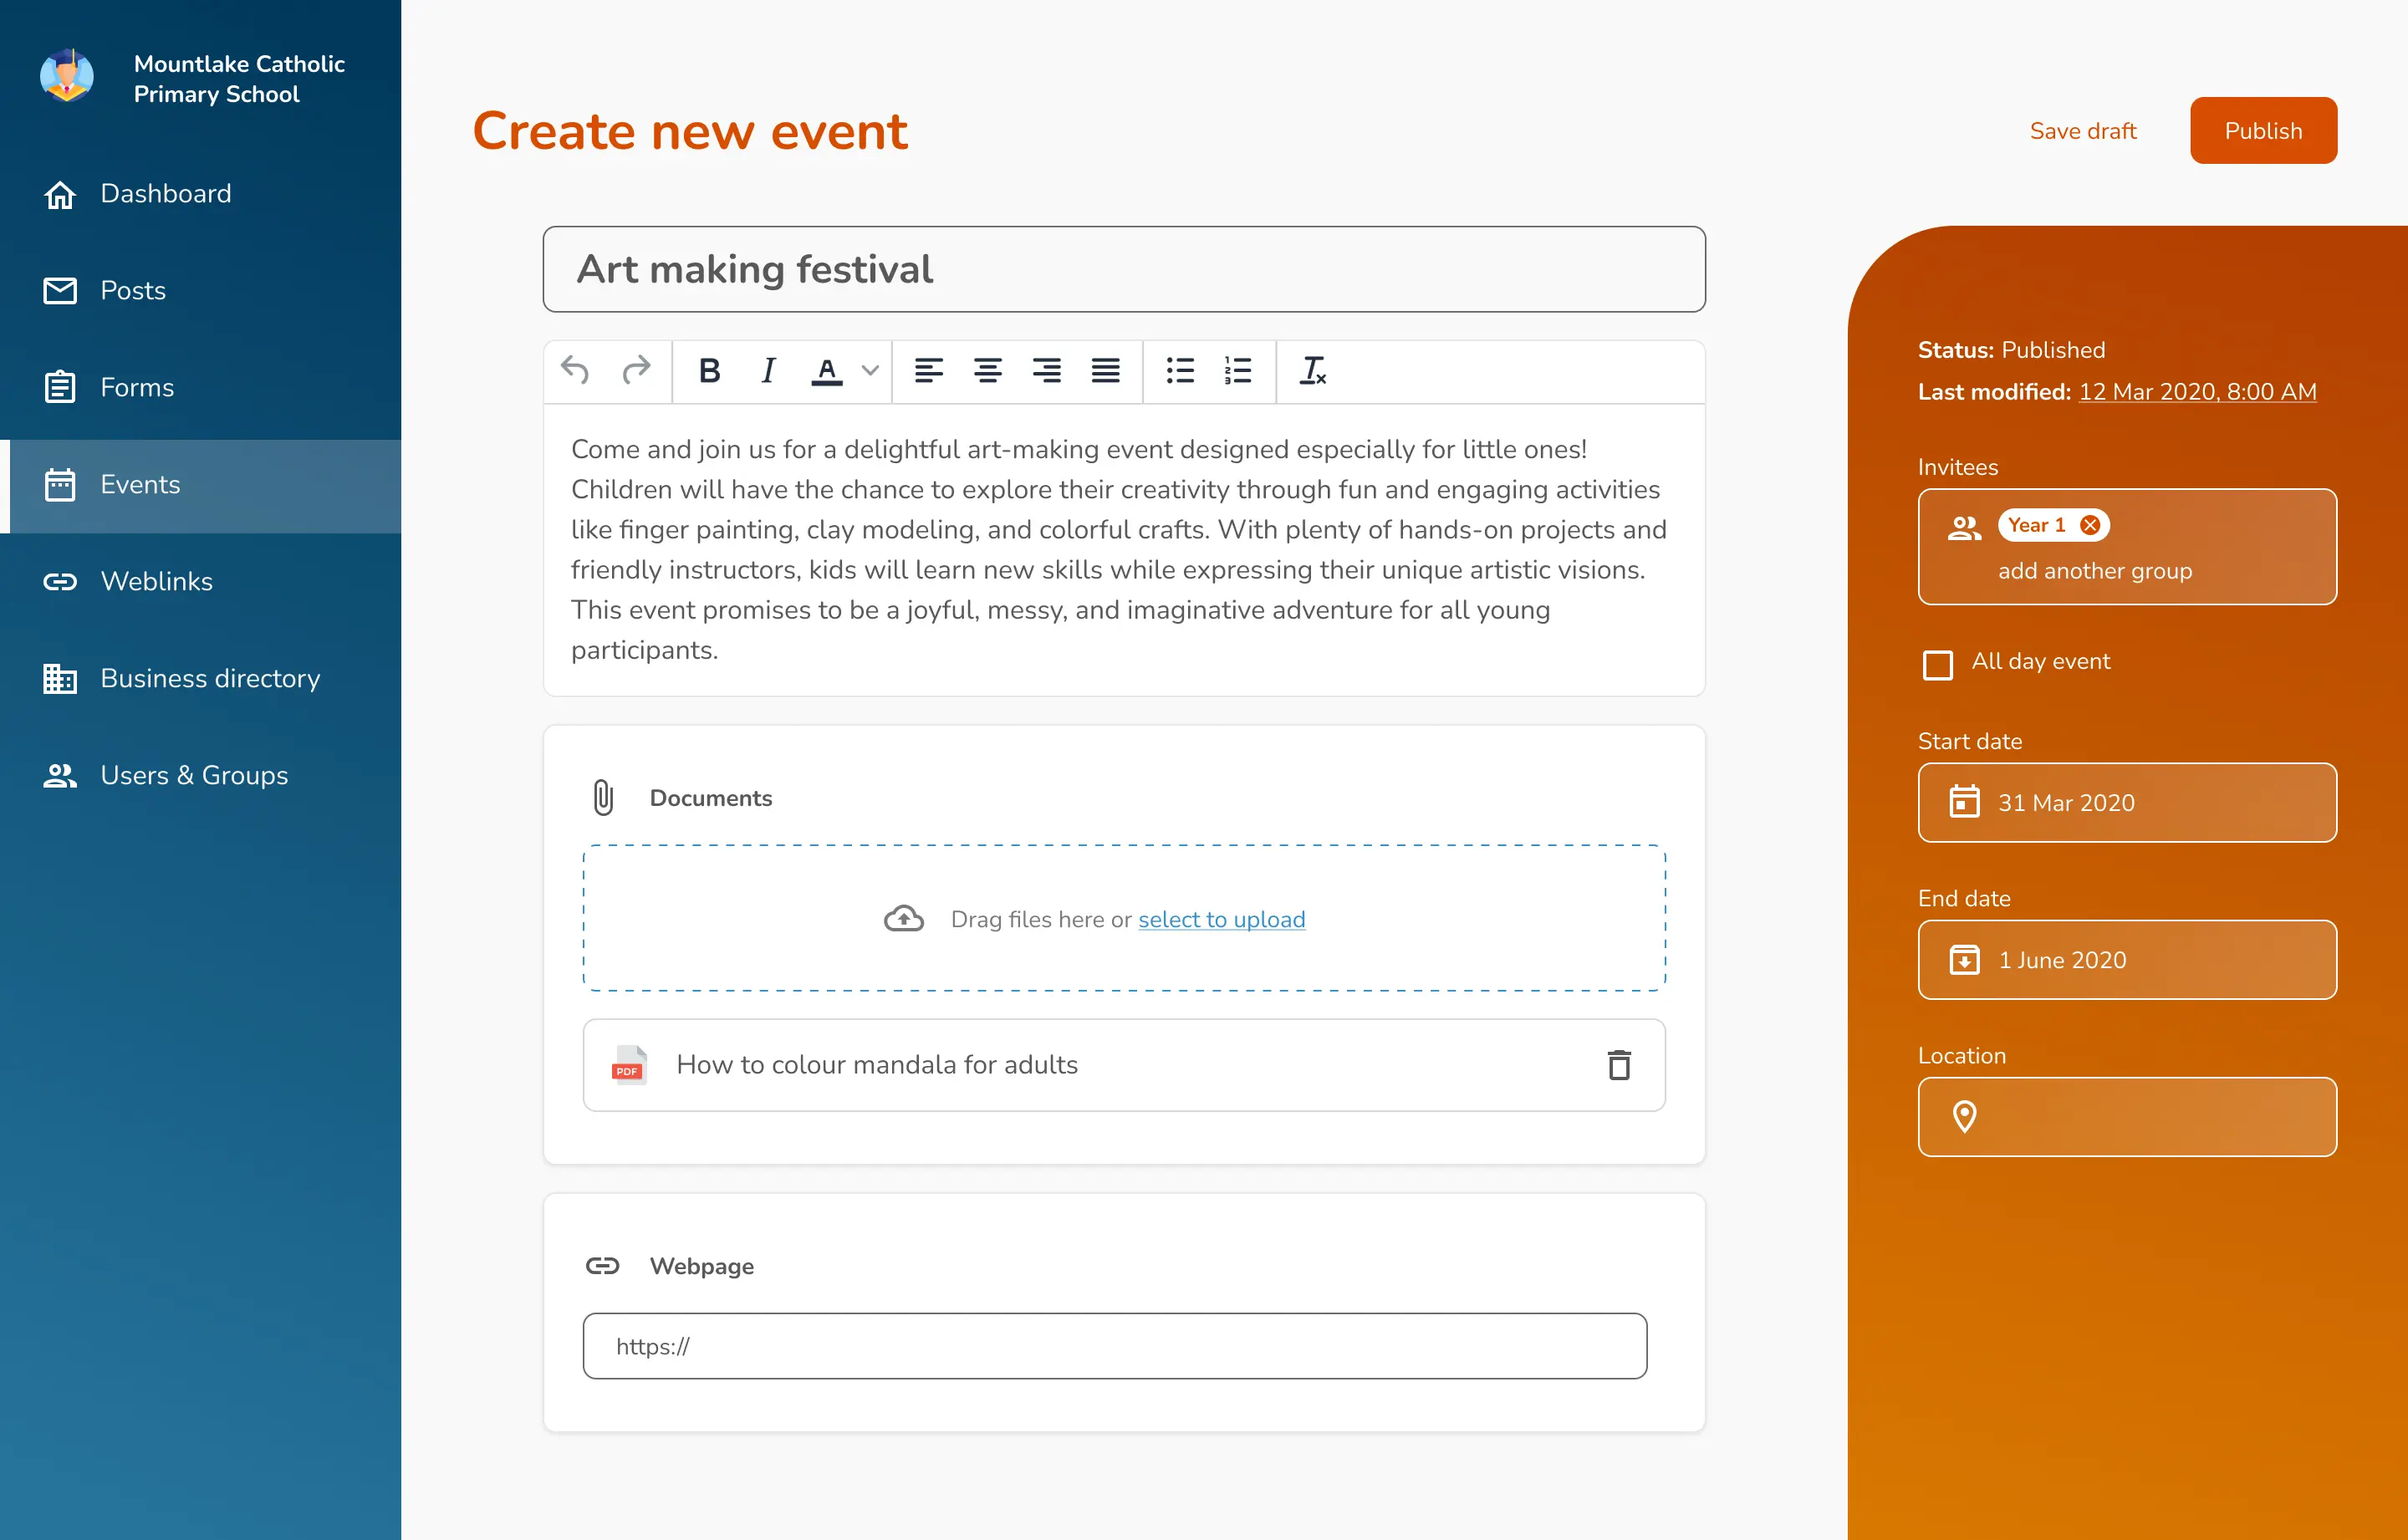 Mountlake Catholic
Primary School
Dashboard
Posts
Forms
Events
Weblinks
Business directory
Users & Groups
Create new event
Save draft
Publish
Art making festival
B I A
Come and join us for a delightful art-making event designed especially for little ones!
Children will have the chance to explore their creativity through fun and engaging activities
like finger painting, clay modeling, and colorful crafts. With plenty of hands-on projects and
friendly instructors, kids will learn new skills while expressing their unique artistic visions.
This event promises to be a joyful, messy, and imaginative adventure for all young
participants.
Documents
Drag files here or select to upload
PDF
How to colour mandala for adults
Webpage
https://
Status: Published
Last modified: 12 Mar 2020, 8:00 AM
Invitees
Year 1
add another group
All day event
Start date
31 Mar 2020
End date
1 June 2020
Location